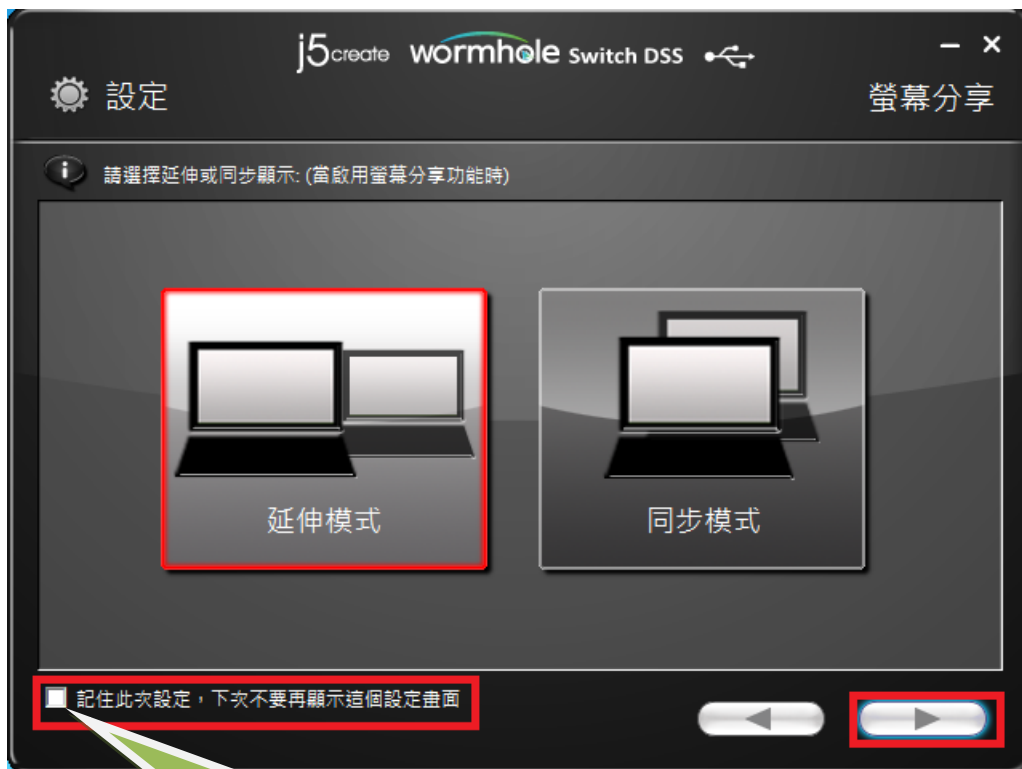 j5create wormhole Switch DSS
設定
螢幕分享
請選擇延伸或同步顯示: (當啟用螢幕分享功能時)
延伸模式
同步模式
記住此次設定，下次不要再顯示這個設定畫面